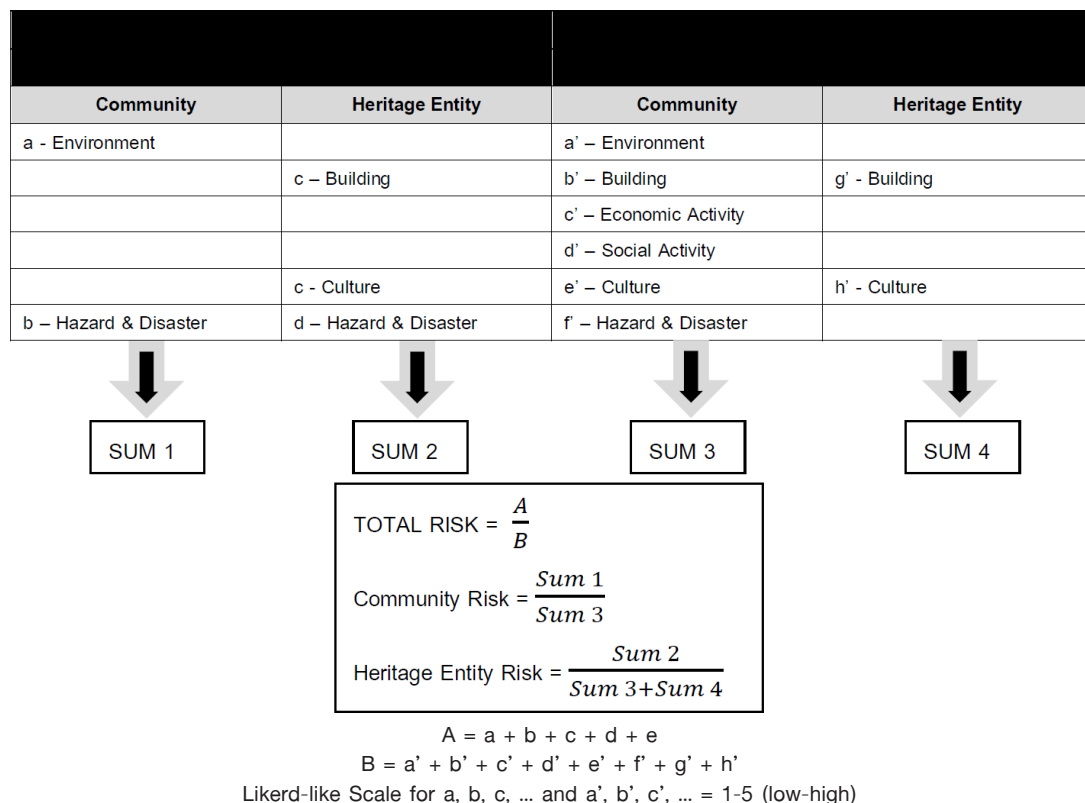 Community Heritage Entity Community Heritage Entity
a - Environment a’ – Environment
c – Building b’ – Building g’ - Building
c’ – Economic Activity
d’ – Social Activity
c - Culture e’ – Culture h’ - Culture
b – Hazard & Disaster d – Hazard & Disaster f’ – Hazard & Disaster
SUM 1 SUM 2 SUM 3 SUM 4
TOTAL RISK = A / B
Community Risk = Sum 1 / Sum 3
Heritage Entity Risk = Sum 2 / Sum 3+Sum 4
A = a + b + c + d + e
B = a’ + b’ + c’ + d’ + e’ + f’ + g’ + h’
Likerd-like Scale for a, b, c, ... and a’, b’, c’, ... = 1-5 (low-high)